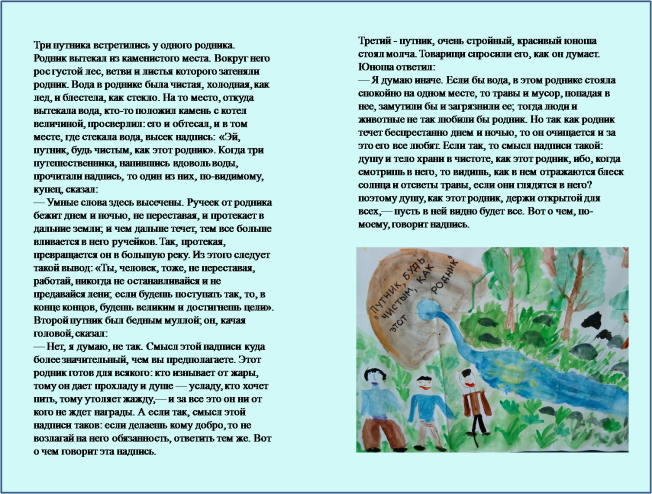 Три путника встретились у одного родника.
Родник вытекал из каменистого места. Вокруг него
рос густой лес, ветви и листья которого затеняли
родник. Вода в роднике была чистая, холодная, как
лед, и блестела, как стекло. На то место, откуда
вытекала вода, кто-то положил камень с котел
величиной, просверлил: его и обтесал, и в том
месте, где стекала вода, высек надпись: «Эй,
путник, будь чистым, как этот родник». Когда три
путешественника, напившись вдоволь воды,
прочитали надпись, то один из них, по-видимому,
купец, сказал:
— Умные слова здесь высечены. Ручеек от родника
бежит днем и ночью, не переставая, и протекает в
дальние земли; и чем дальше течет, тем все больше
вливается в него ручейков. Так, протекая,
превращается он в большую реку. Из этого следует
такой вывод: «Ты, человек, тоже, не переставая,
работай, никогда не останавливайся и не
предавайся лени; если будешь поступать так, то, в
конце концов, будешь великим и достигнешь цели».
Второй путник был бедным муллой; он, качая
головой, сказал:
— Нет, я думаю, не так. Смысл этой надписи куда
более значительный, чем вы предполагаете. Этот
родник готов для всякого: кто изнывает от жары,
тому он дает прохладу и душе — усладу, кто хочет
пить, тому утоляет жажду,— и за все это он ни от
кого не ждет награды. А если так, смысл этой
надписи таков: если делаешь кому добро, то не
возлагай на него обязанность, ответить тем же. Вот
о чем говорит эта надпись.
Третий - путник, очень стройный, красивый юноша
стоял молча. Товарищи спросили его, как он думает.
Юноша ответил:
— Я думаю иначе. Если бы вода, в этом роднике стояла
спокойно на одном месте, то травы и мусор, попадая в
нее, замутили бы и загрязнили ее; тогда люди и
животные не так любили бы родник. Но так как родник
течет беспрестанно днем и ночью, то он очищается и за
это его все любят. Если так, то смысл надписи такой:
душу и тело храни в чистоте, как этот родник, ибо, когда
смотришь в него, то видишь, как в нем отражаются блеск
солнца и отсветы травы, если они глядятся в него?
поэтому душу, как этот родник, держи открытой для
всех,— пусть в ней видно будет все. Вот о чем, по-
моему, говорит надпись.
ПУТНИК, БУДЬ
ЧИСТЫМ, КАК
ЭТОТ РОДНИК?